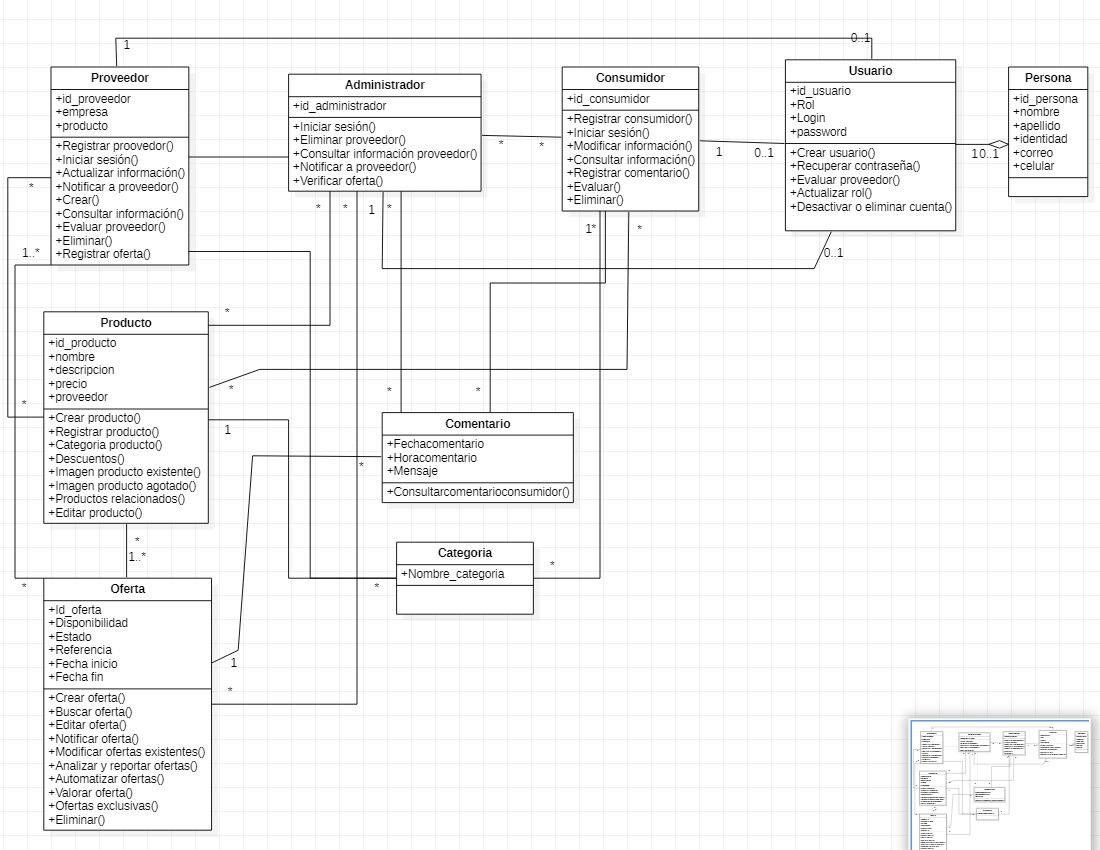 1
0..1
Proveedor
+id_proveedor
+empresa
+producto
+Registrar proovedor()
+Iniciar sesión()
+Actualizar información()
+Notificar a proveedor()
+Crear()
+Consultar información()
+Evaluar proveedor()
+Eliminar()
+Registrar oferta()
Administrador
+id_administrador
+Iniciar sesión()
+Eliminar proveedor()
+Consultar información proveedor()
+Notificar a proveedor()
+Verificar oferta()
*
*
Consumidor
+id_consumidor
+Registrar consumidor()
+Iniciar sesión()
+Modificar información()
+Consultar información()
+Registrar comentario()
+Evaluar()
+Eliminar()
1
0..1
Usuario
+id_usuario
+Rol
+Login
+password
+Crear usuario()
+Recuperar contraseña()
+Evaluar proveedor()
+Actualizar rol()
+Desactivar o eliminar cuenta()
1
0..1
Persona
+id_persona
+nombre
+apellido
+identidad
+correo
+celular
*
1..*
*
*
1
*
1*
*
0..1
Producto
+id_producto
+nombre
+descripcion
+precio
+proveedor
+Crear producto()
+Registrar producto()
+Categoria producto()
+Descuentos()
+Imagen producto existente()
+Imagen producto agotado()
+Productos relacionados()
+Editar producto()
*
*
*
1
*
*
Comentario
+Fechacomentario
+Horacomentario
+Mensaje
+Consultarcomentarioconsumidor()
*
*
1..*
Categoria
+Nombre_categoria
*
*
*
Oferta
+Id_oferta
+Disponibilidad
+Estado
+Referencia
+Fecha inicio
+Fecha fin
+Crear oferta()
+Buscar oferta()
+Editar oferta()
+Notificar oferta()
+Modificar ofertas existentes()
+Analizar y reportar ofertas()
+Automatizar ofertas()
+Valorar oferta()
+Ofertas exclusivas()
+Eliminar()
1
*